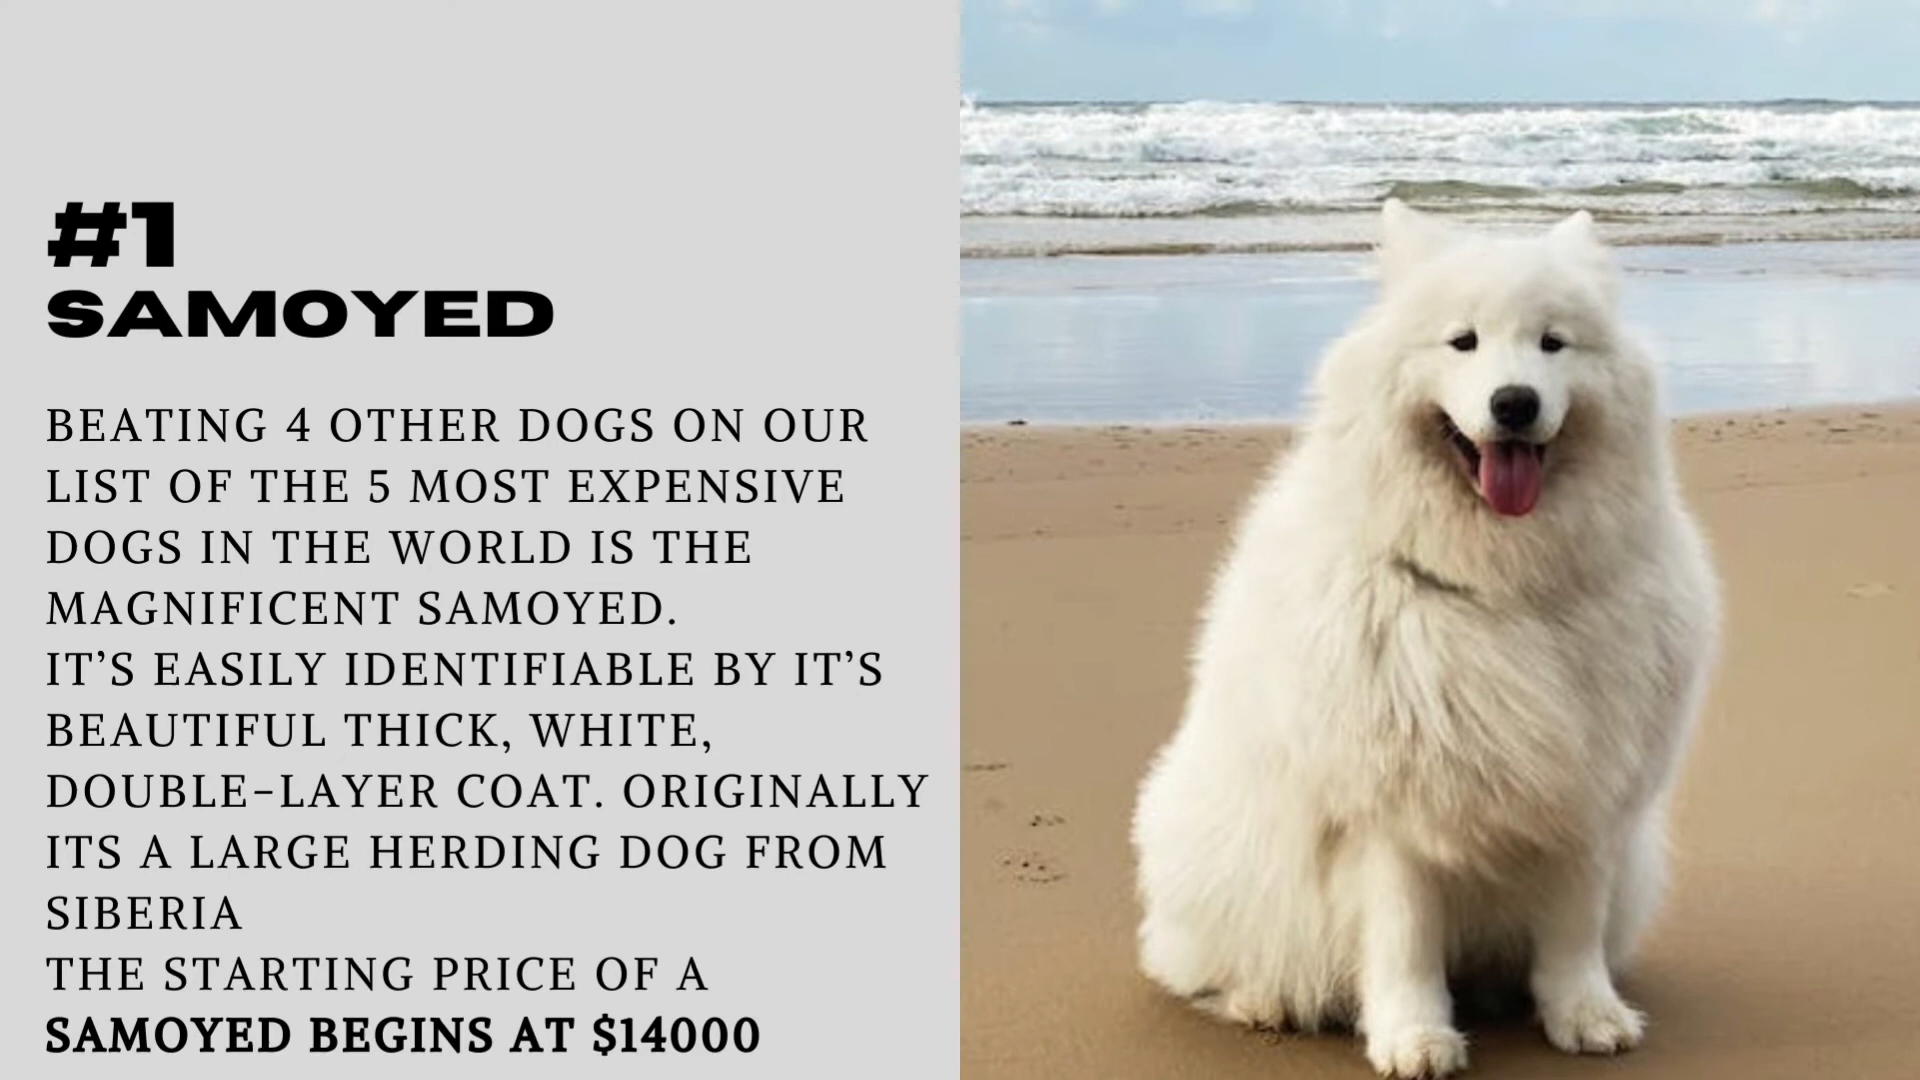 #1
SAMOYED
BEATING 4 OTHER DOGS ON OUR
LIST OF THE 5 MOST EXPENSIVE
DOGS IN THE WORLD IS THE
MAGNIFICENT SAMOYED.
IT’S EASILY IDENTIFIABLE BY IT’S
BEAUTIFUL THICK, WHITE,
DOUBLE-LAYER COAT. ORIGINALLY
ITS A LARGE HERDING DOG FROM
SIBERIA
THE STARTING PRICE OF A
SAMOYED BEGINS AT $14000